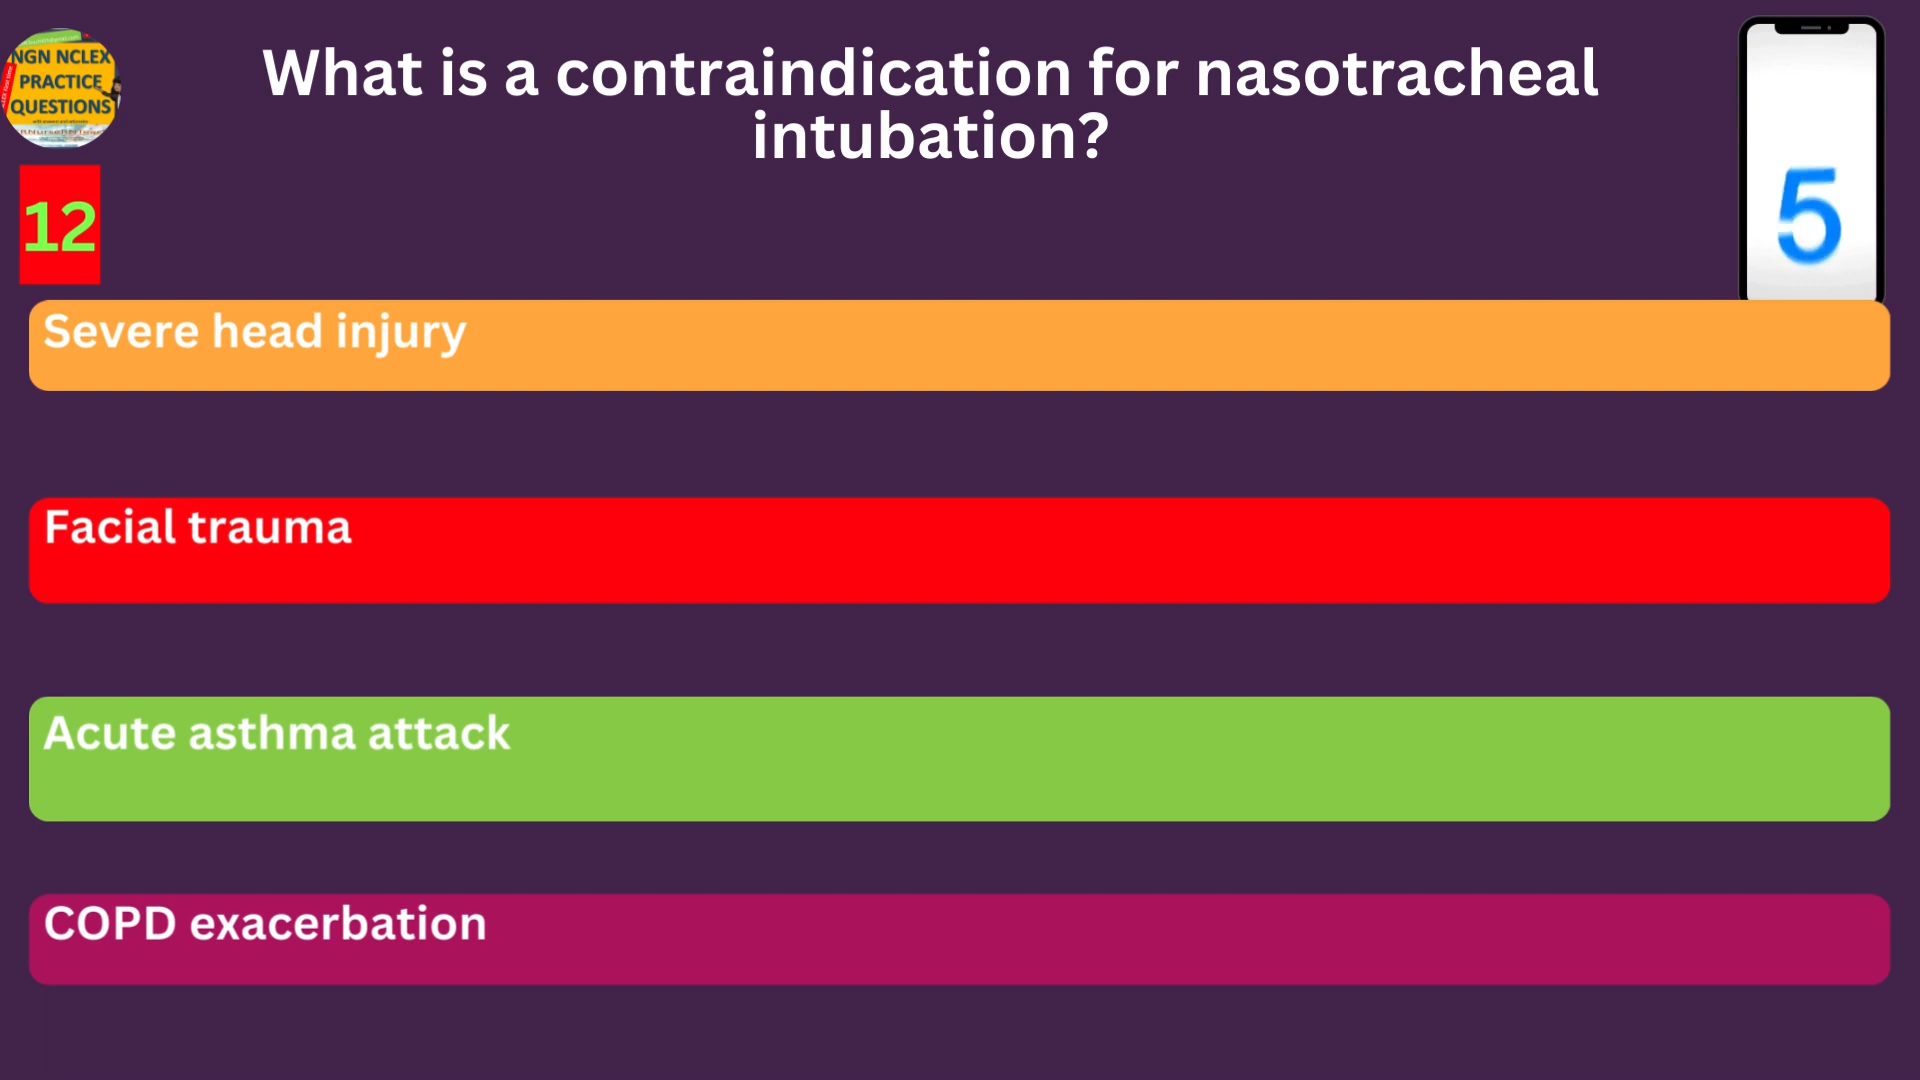 NGN NCLEX
PRACTICE
QUESTIONS
What is a contraindication for nasotracheal
intubation?
12
5
Severe head injury
Facial trauma
Acute asthma attack
COPD exacerbation